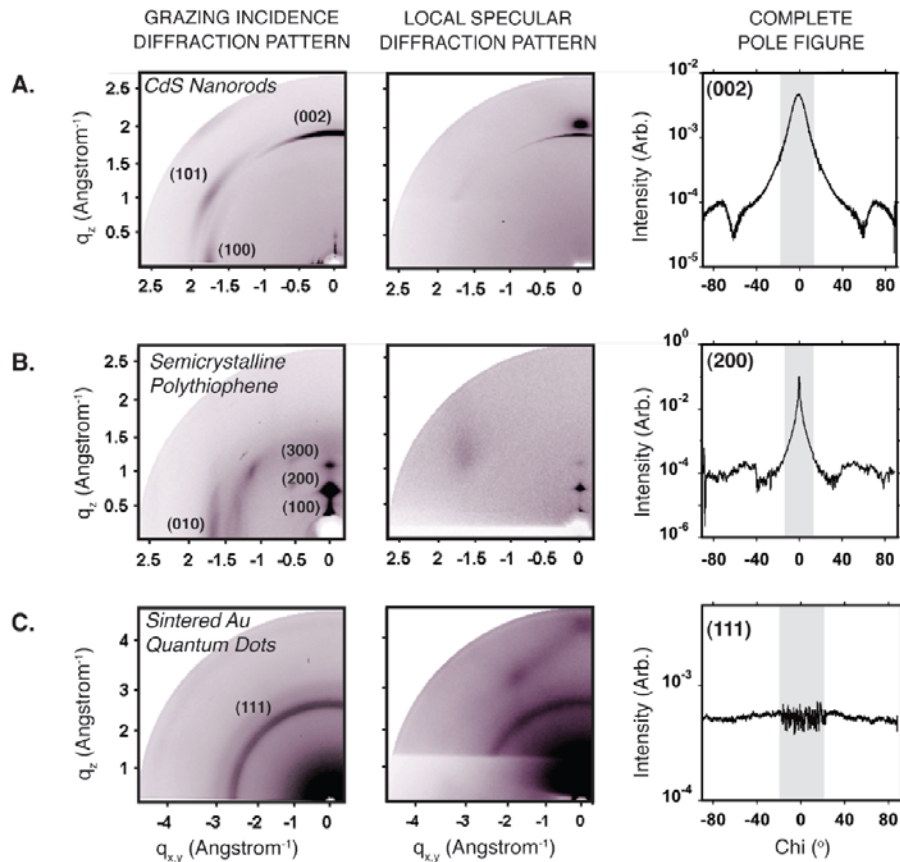 GRAZING INCIDENCE
DIFFRACTION PATTERN
LOCAL SPECULAR
DIFFRACTION PATTERN
COMPLETE
POLE FIGURE
A.
CdS Nanorods
(002)
(101)
(100)
q_z (Angstrom⁻¹)
2.5
2
1.5
1
0.5
2.5 2 -1.5 -1 -0.5 0
2.5 2 -1.5 -1 -0.5 0
(002)
Intensity (Arb.)
10⁻²
10⁻³
10⁻⁴
10⁻⁵
-80 -40 0 40 80
B.
Semicrystalline
Polythiophene
(300)
(200)
(100)
(010)
q_z (Angstrom⁻¹)
2.5
2
1.5
1
0.5
2.5 2 1.5 -1 -0.5 0
2.5 2 1.5 -1 -0.5 0
(200)
Intensity (Arb.)
10⁰
10⁻²
10⁻⁴
10⁻⁶
-80 -40 0 40 80
C.
Sintered Au
Quantum Dots
(111)
q_z (Angstrom⁻¹)
4
3
2
1
-4 -3 -2 -1 0
q_x,y (Angstrom⁻¹)
-4 -3 -2 -1 0
q_x,y (Angstrom⁻¹)
(111)
Intensity (Arb.)
10⁻³
10⁻⁴
-80 -40 0 40 80
Chi (°)